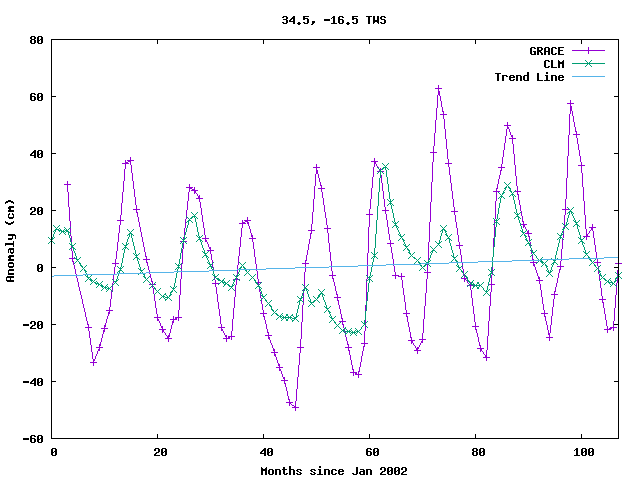 34.5, -16.5 TWS
GRACE
CLM
Trend Line
80
60
40
20
0
-20
-40
-60
Anomaly (cm)
0 20 40 60 80 100
Months since Jan 2002